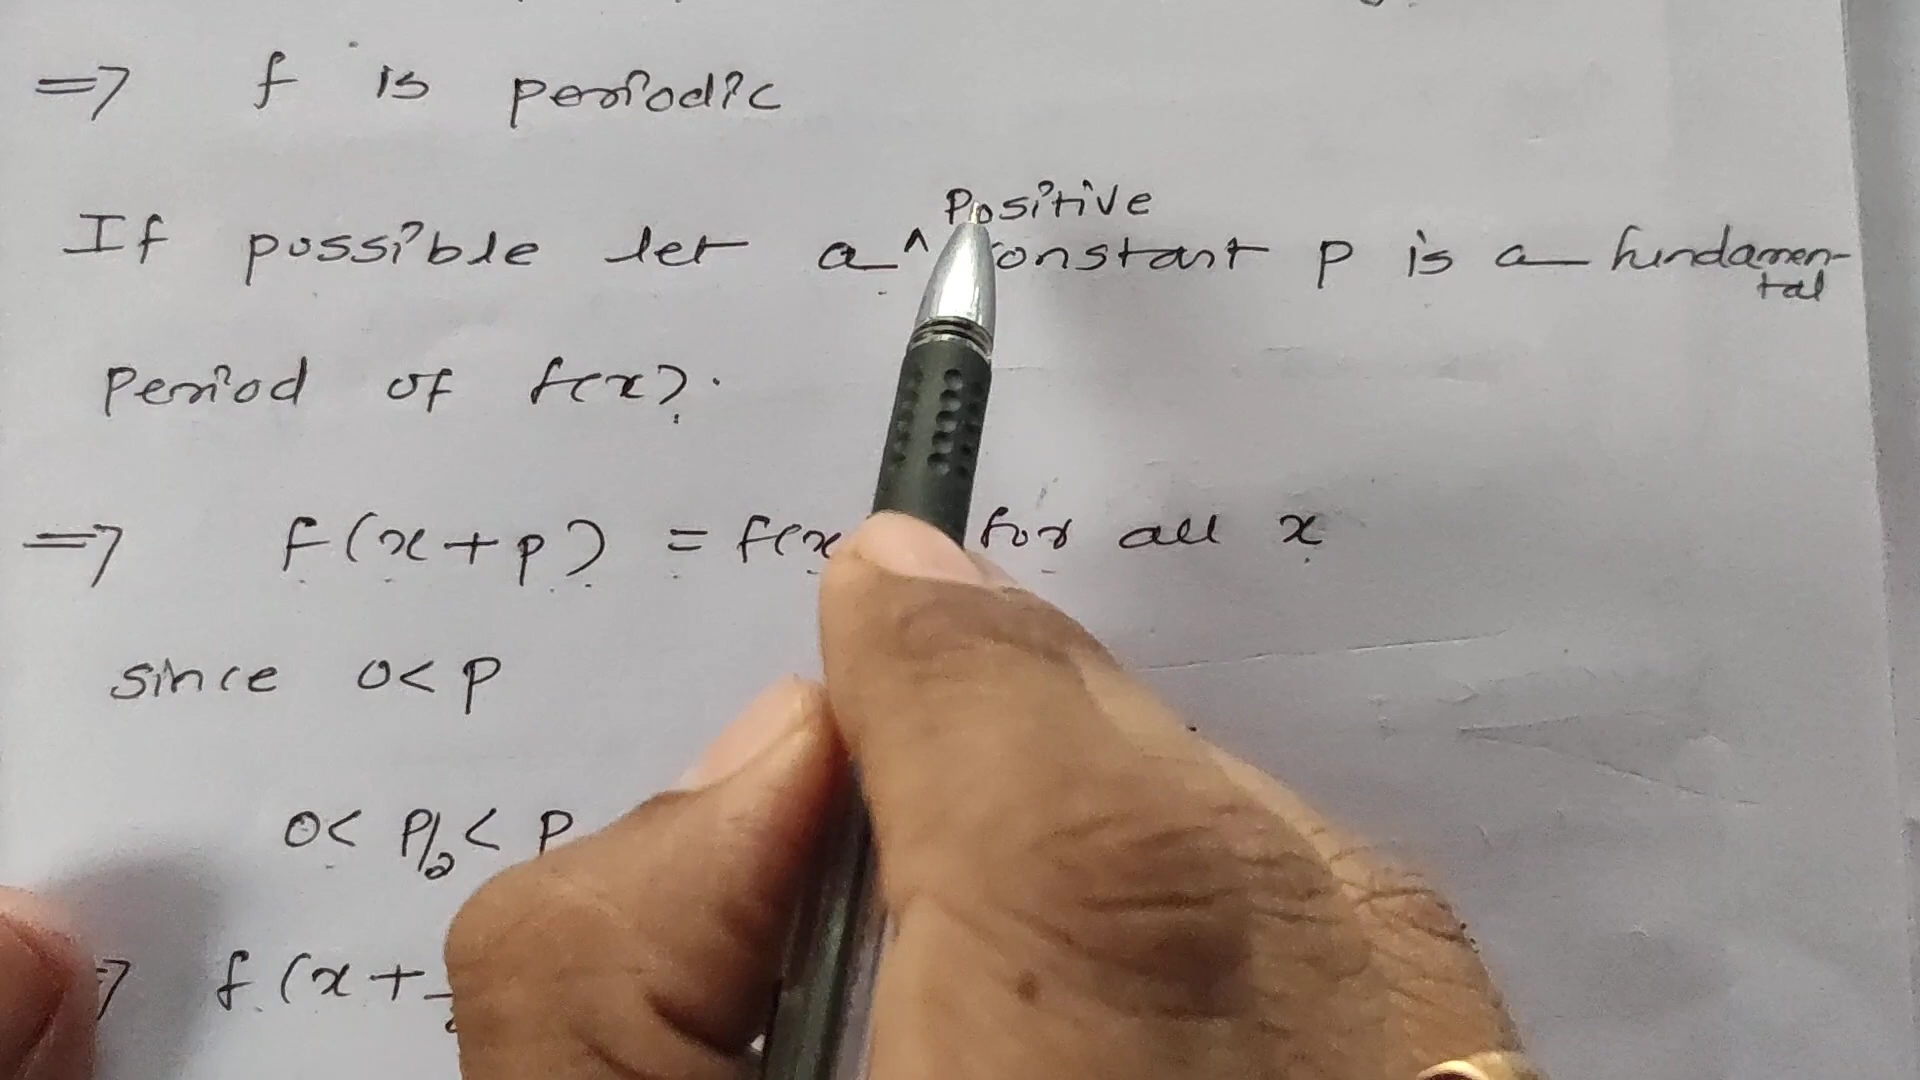 => f is periodic
Positive
If possible let a ^ constant p is a fundamen-
tal
Period of f(x).
=> f(x+p) = f(x for all x
since 0<p
0< P/2 < P
=> f(x+